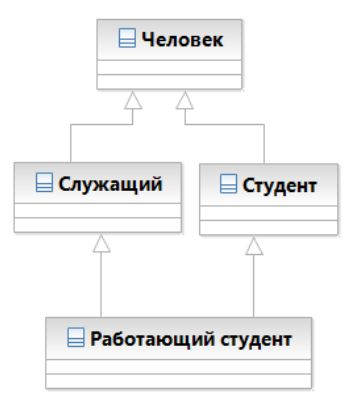 Человек
Служащий
Студент
Работающий студент